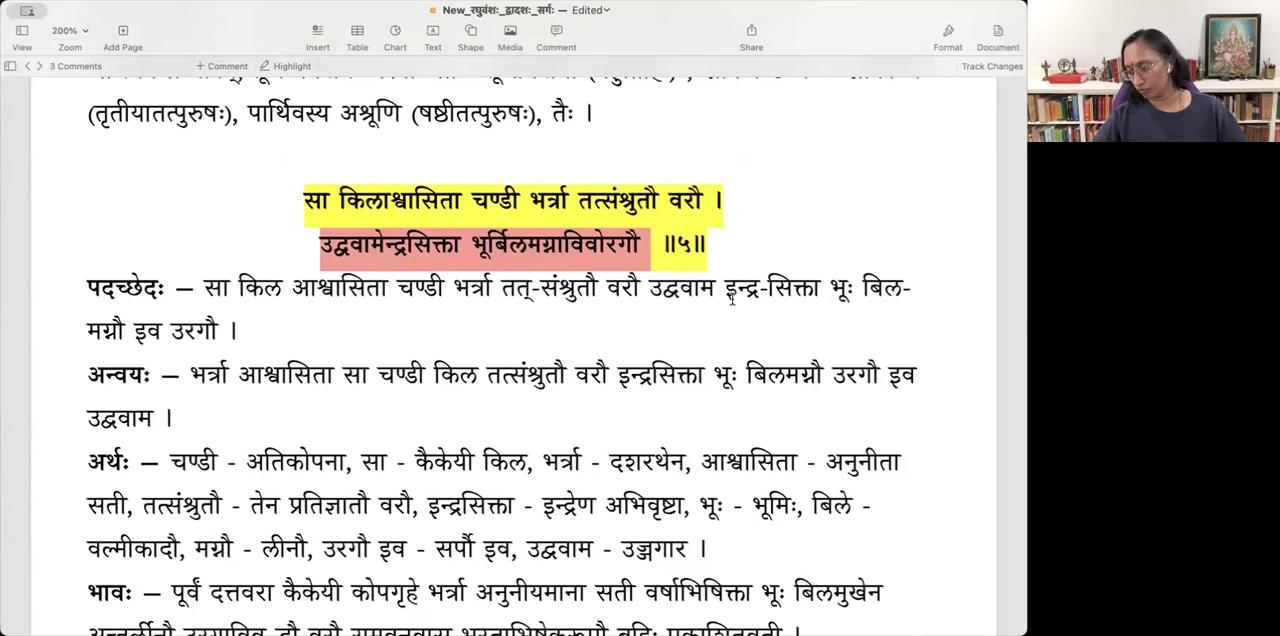 New_रघुवंशः_द्वादशः_सर्गः — Edited
200%
View Zoom Add Page Insert Table Chart Text Shape Media Comment Share Format Document
3 Comments + Comment Highlight Track Changes
(तृतीयातत्पुरुषः), पार्थिवस्य अश्रूणि (षष्ठीतत्पुरुषः), तैः ।
सा किलाश्वासिता चण्डी भर्त्रा तत्संश्रुतौ वरौ ।
उद्ववामेन्द्रसिक्ता भूर्बिलमग्नाविवोरगौ ॥५॥
पदच्छेदः — सा किल आश्वासिता चण्डी भर्त्रा तत्-संश्रुतौ वरौ उद्ववाम इन्द्र-सिक्ता भूः बिल-
मग्नौ इव उरगौ ।
अन्वयः — भर्त्रा आश्वासिता सा चण्डी किल तत्संश्रुतौ वरौ इन्द्रसिक्ता भूः बिलमग्नौ उरगौ इव
उद्ववाम ।
अर्थः — चण्डी - अतिकोपना, सा - कैकेयी किल, भर्त्रा - दशरथेन, आश्वासिता - अनुनीता
सती, तत्संश्रुतौ - तेन प्रतिज्ञातौ वरौ, इन्द्रसिक्ता - इन्द्रेण अभिवृष्टा, भूः - भूमिः, बिले -
वल्मीकादौ, मग्नौ - लीनौ, उरगौ इव - सर्पौ इव, उद्ववाम - उज्जगार ।
भावः — पूर्वं दत्तवरा कैकेयी कोपगृहे भर्त्रा अनुनीयमाना सती वर्षाभिषिक्ता भूः बिलमुखेन